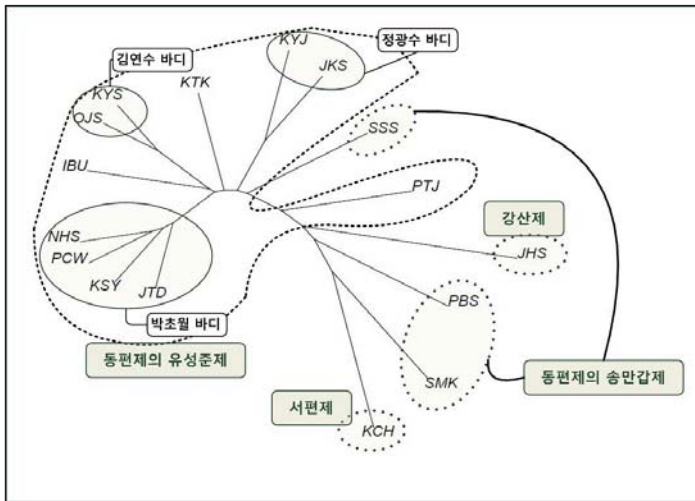 KYJ
정광수 바디
김연수 바디
JKS
KTK
KYS
OJS
SSS
IBU
PTJ
강산제
NHS
JHS
PCW
KSY
JTD
PBS
박초월 바디
동편제의 유성준제
SMK
동편제의 송만갑제
서편제
KCH